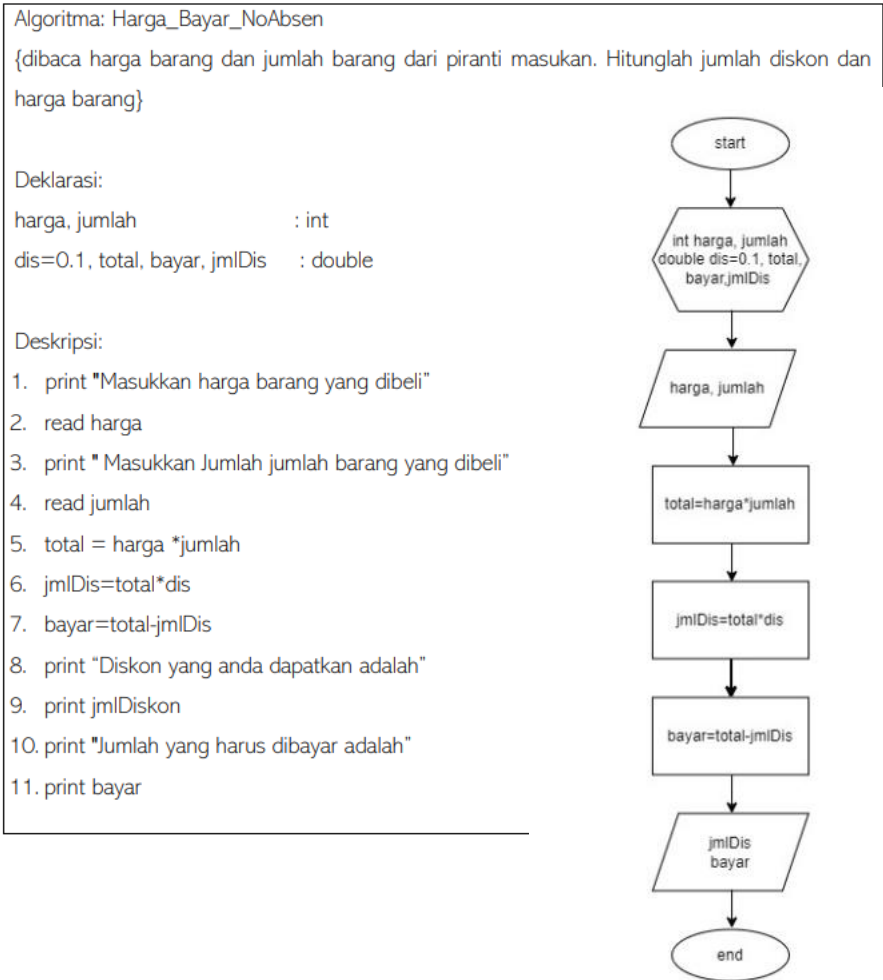 Algoritma: Harga_Bayar_NoAbsen
{dibaca harga barang dan jumlah barang dari piranti masukan. Hitunglah jumlah diskon dan
harga barang}
Deklarasi:
harga, jumlah : int
dis=0.1, total, bayar, jmlDis : double
Deskripsi:
1. print "Masukkan harga barang yang dibeli”
2. read harga
3. print " Masukkan Jumlah jumlah barang yang dibeli”
4. read jumlah
5. total = harga *jumlah
6. jmlDis=total*dis
7. bayar=total-jmlDis
8. print “Diskon yang anda dapatkan adalah”
9. print jmlDiskon
10. print "Jumlah yang harus dibayar adalah”
11. print bayar
start
int harga, jumlah
double dis=0.1, total,
bayar,jmlDis
harga, jumlah
total=harga*jumlah
jmlDis=total*dis
bayar=total-jmlDis
jmlDis
bayar
end